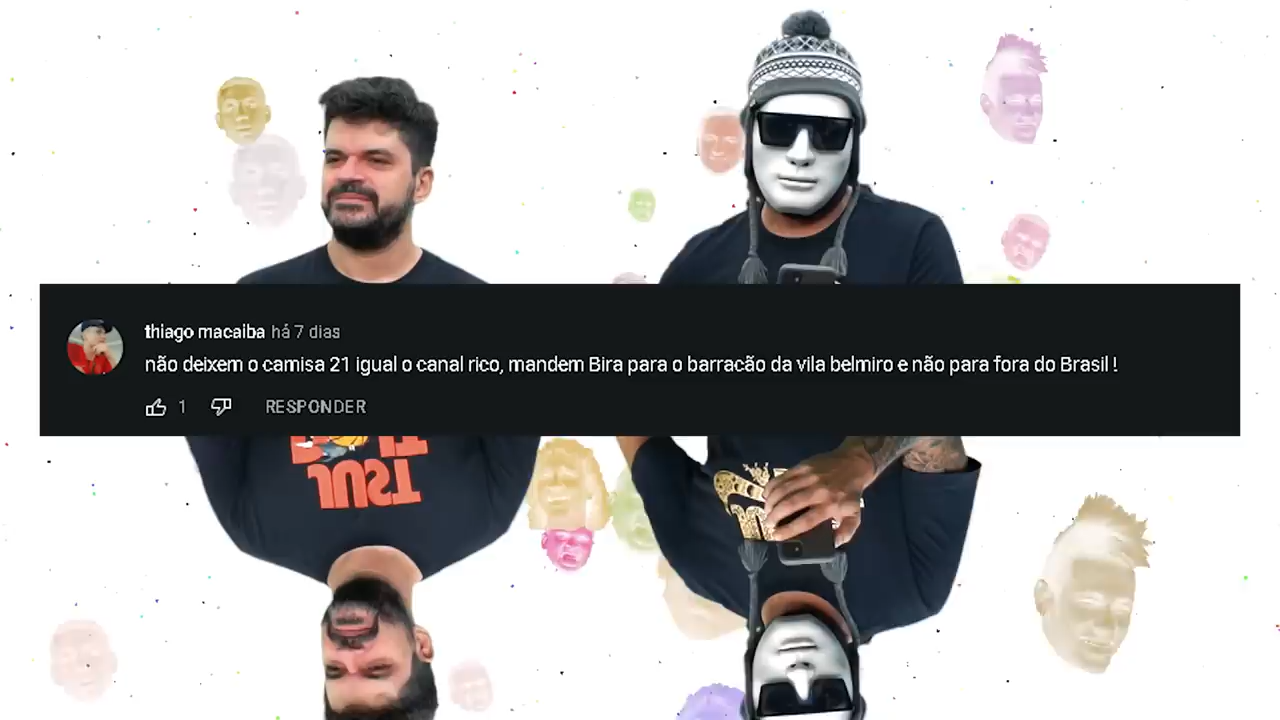 thiago macaiba há 7 dias
não deixem o camisa 21 igual o canal rico, mandem Bira para o barracão da vila belmiro e não para fora do Brasil !
1 RESPONDER
JUST